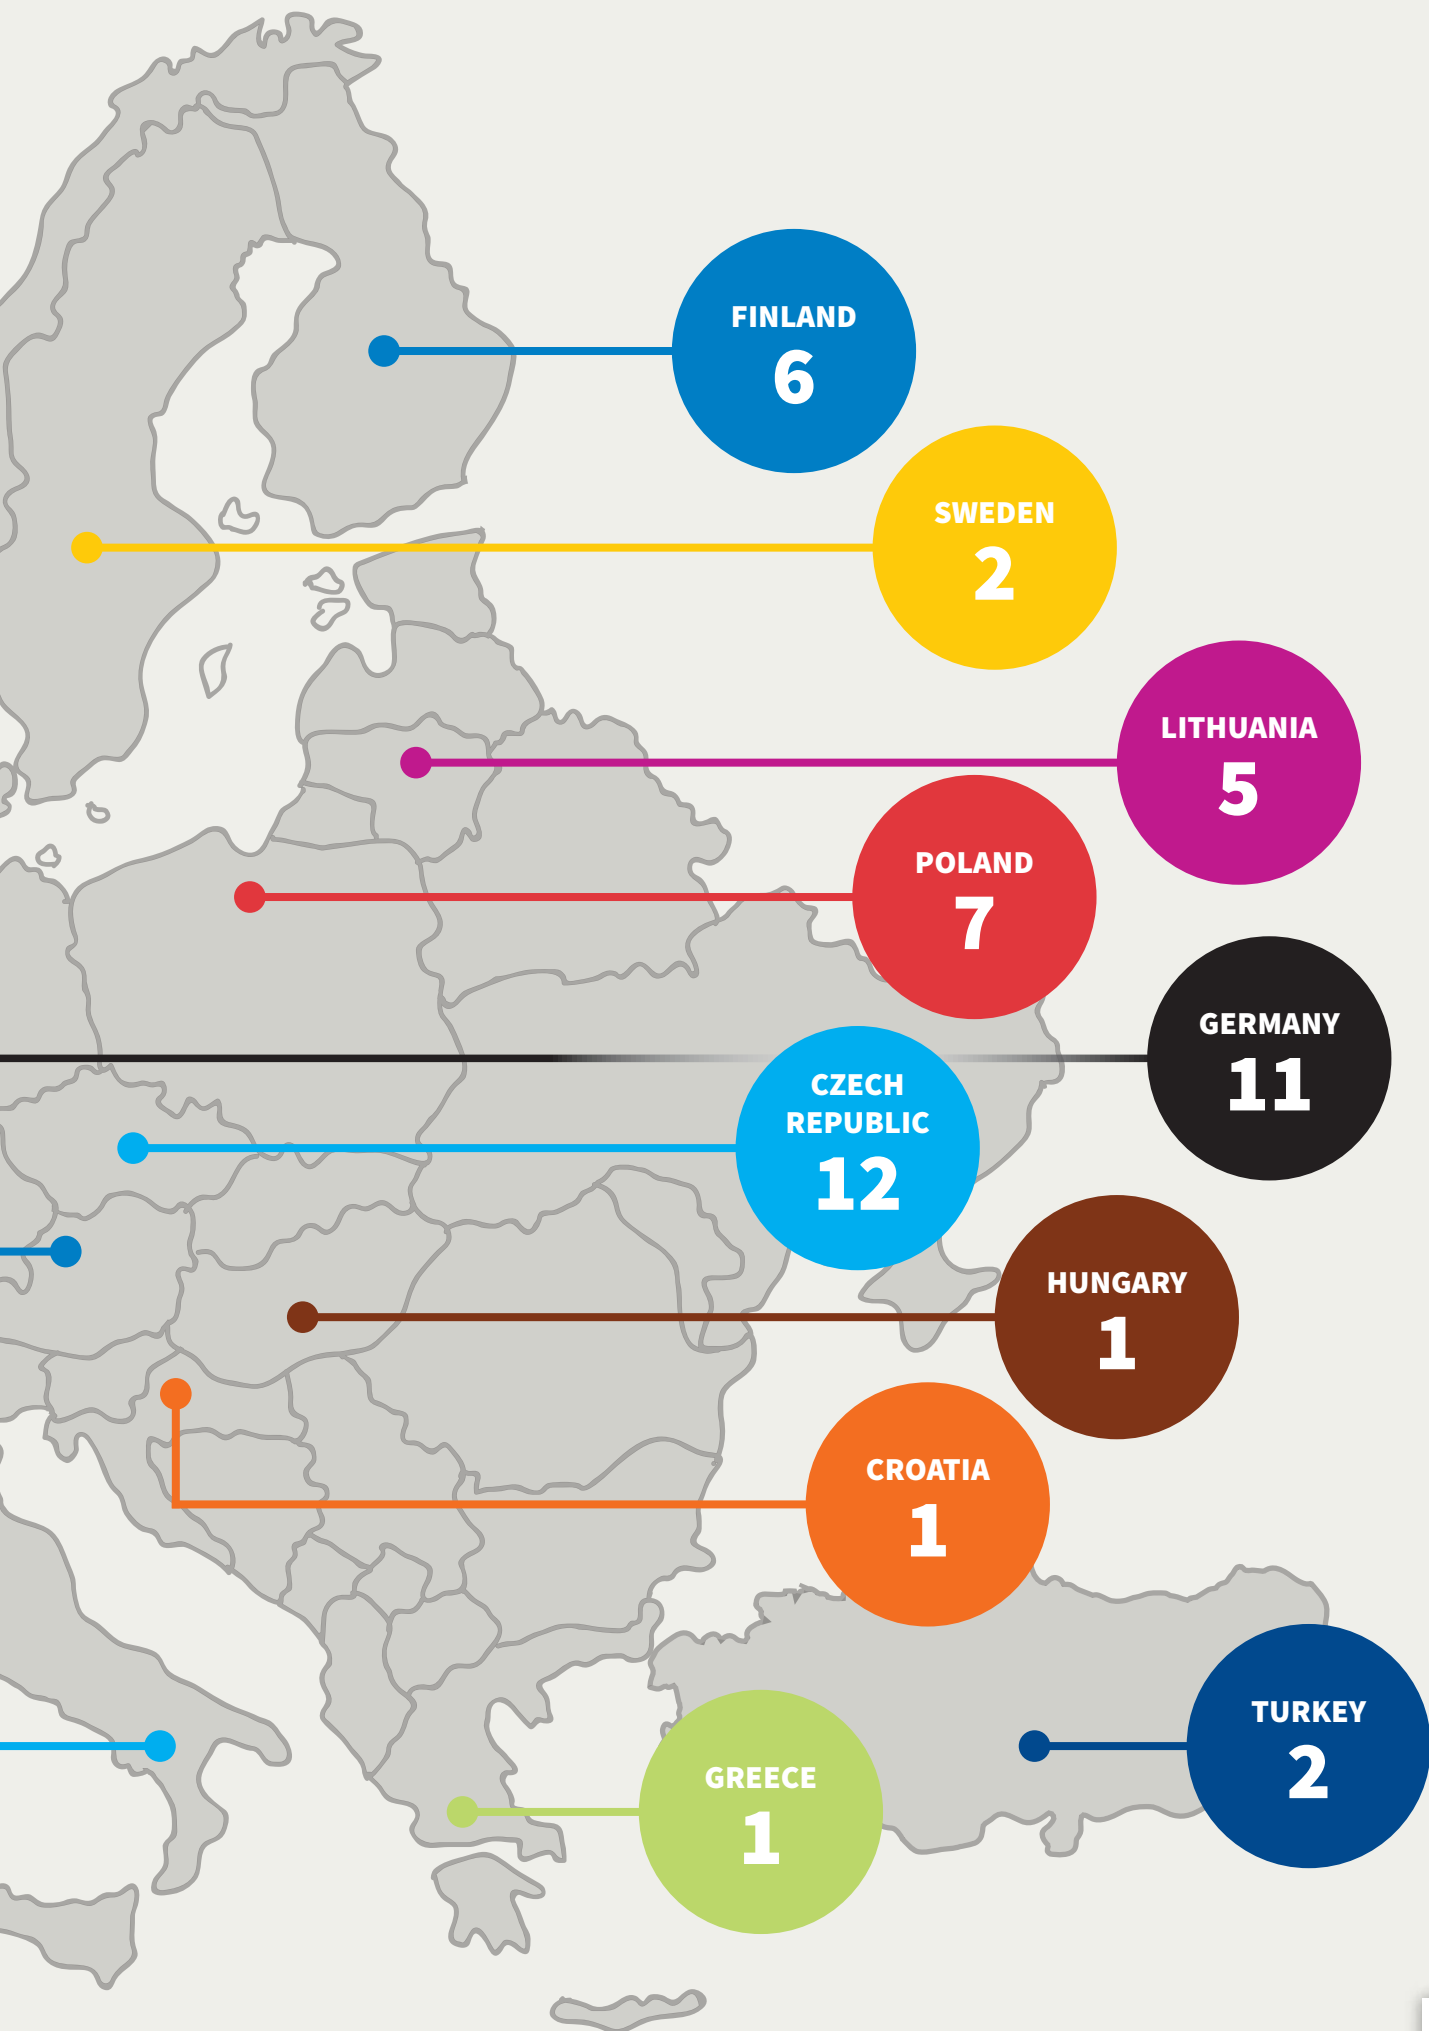 FINLAND
6
SWEDEN
2
LITHUANIA
5
POLAND
7
GERMANY
11
CZECH
REPUBLIC
12
HUNGARY
1
CROATIA
1
TURKEY
2
GREECE
1